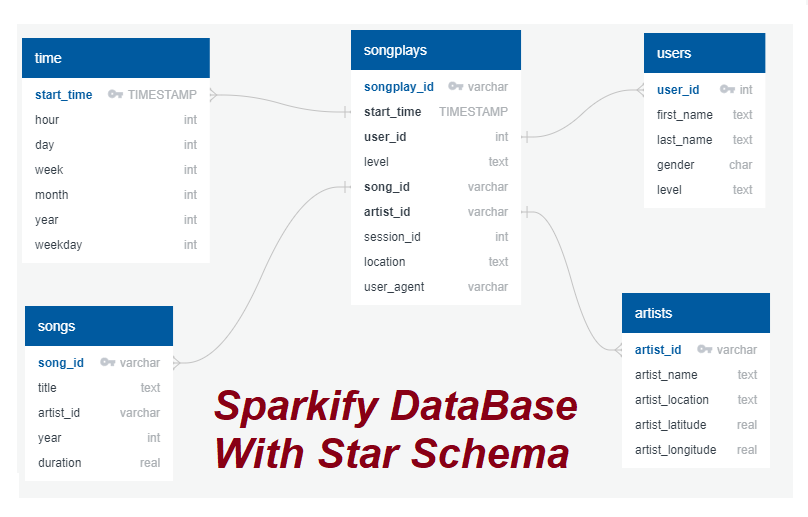 time
start_time TIMESTAMP
hour int
day int
week int
month int
year int
weekday int
songplays
songplay_id varchar
start_time TIMESTAMP
user_id int
level text
song_id varchar
artist_id varchar
session_id int
location text
user_agent varchar
users
user_id int
first_name text
last_name text
gender char
level text
songs
song_id varchar
title text
artist_id varchar
year int
duration real
artists
artist_id varchar
artist_name text
artist_location text
artist_latitude real
artist_longitude real
Sparkify DataBase
With Star Schema